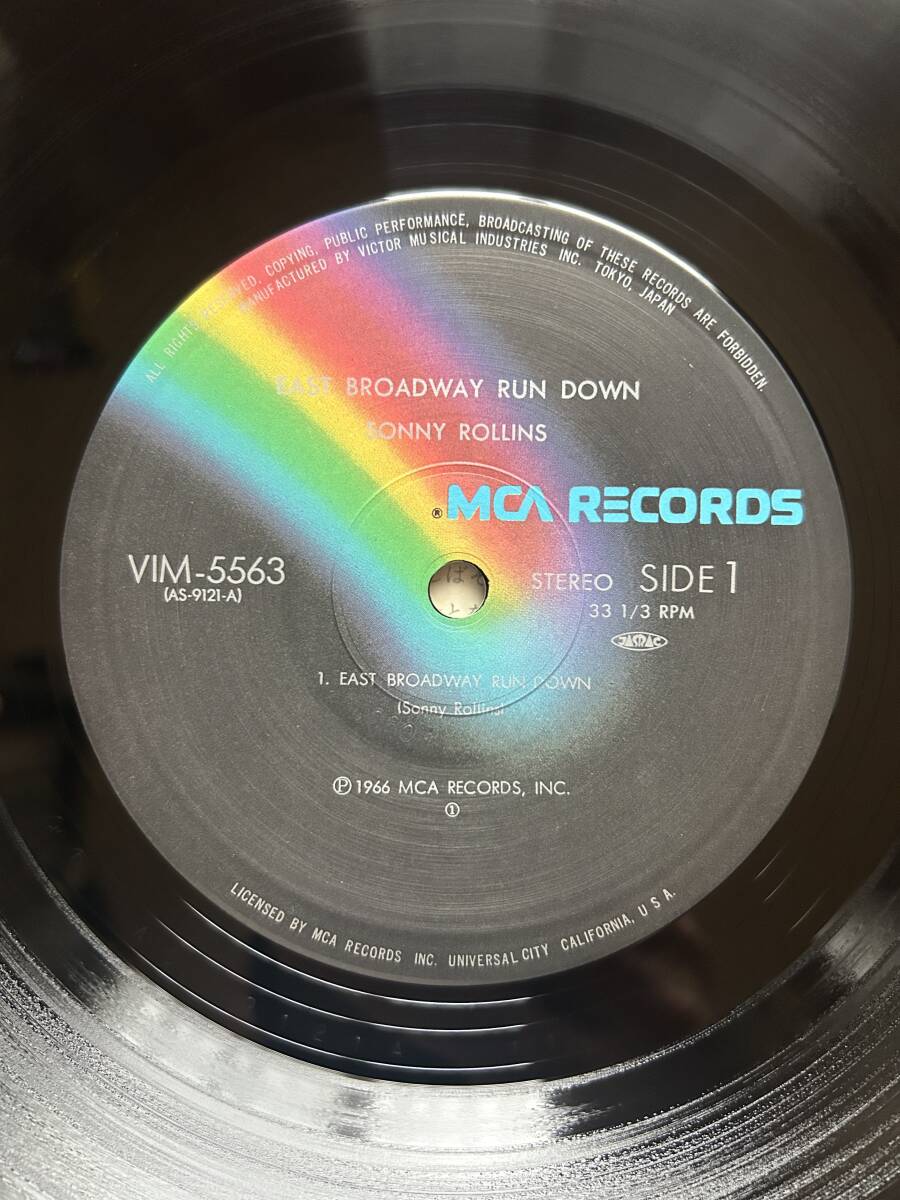 ALL RIGHTS RESERVED. COPYING, PUBLIC PERFORMANCE, BROADCASTING OF THESE RECORDS ARE FORBIDDEN.
MANUFACTURED BY VICTOR MUSICAL INDUSTRIES INC. TOKYO, JAPAN
EAST BROADWAY RUN DOWN
SONNY ROLLINS
® MCA RECORDS
VIM-5563
(AS-9121-A)
STEREO SIDE 1
33 1/3 RPM
JASRAC
1. EAST BROADWAY RUN DOWN
(Sonny Rollins)
Ⓟ 1966 MCA RECORDS, INC.
①
LICENSED BY MCA RECORDS INC. UNIVERSAL CITY CALIFORNIA, U S A.